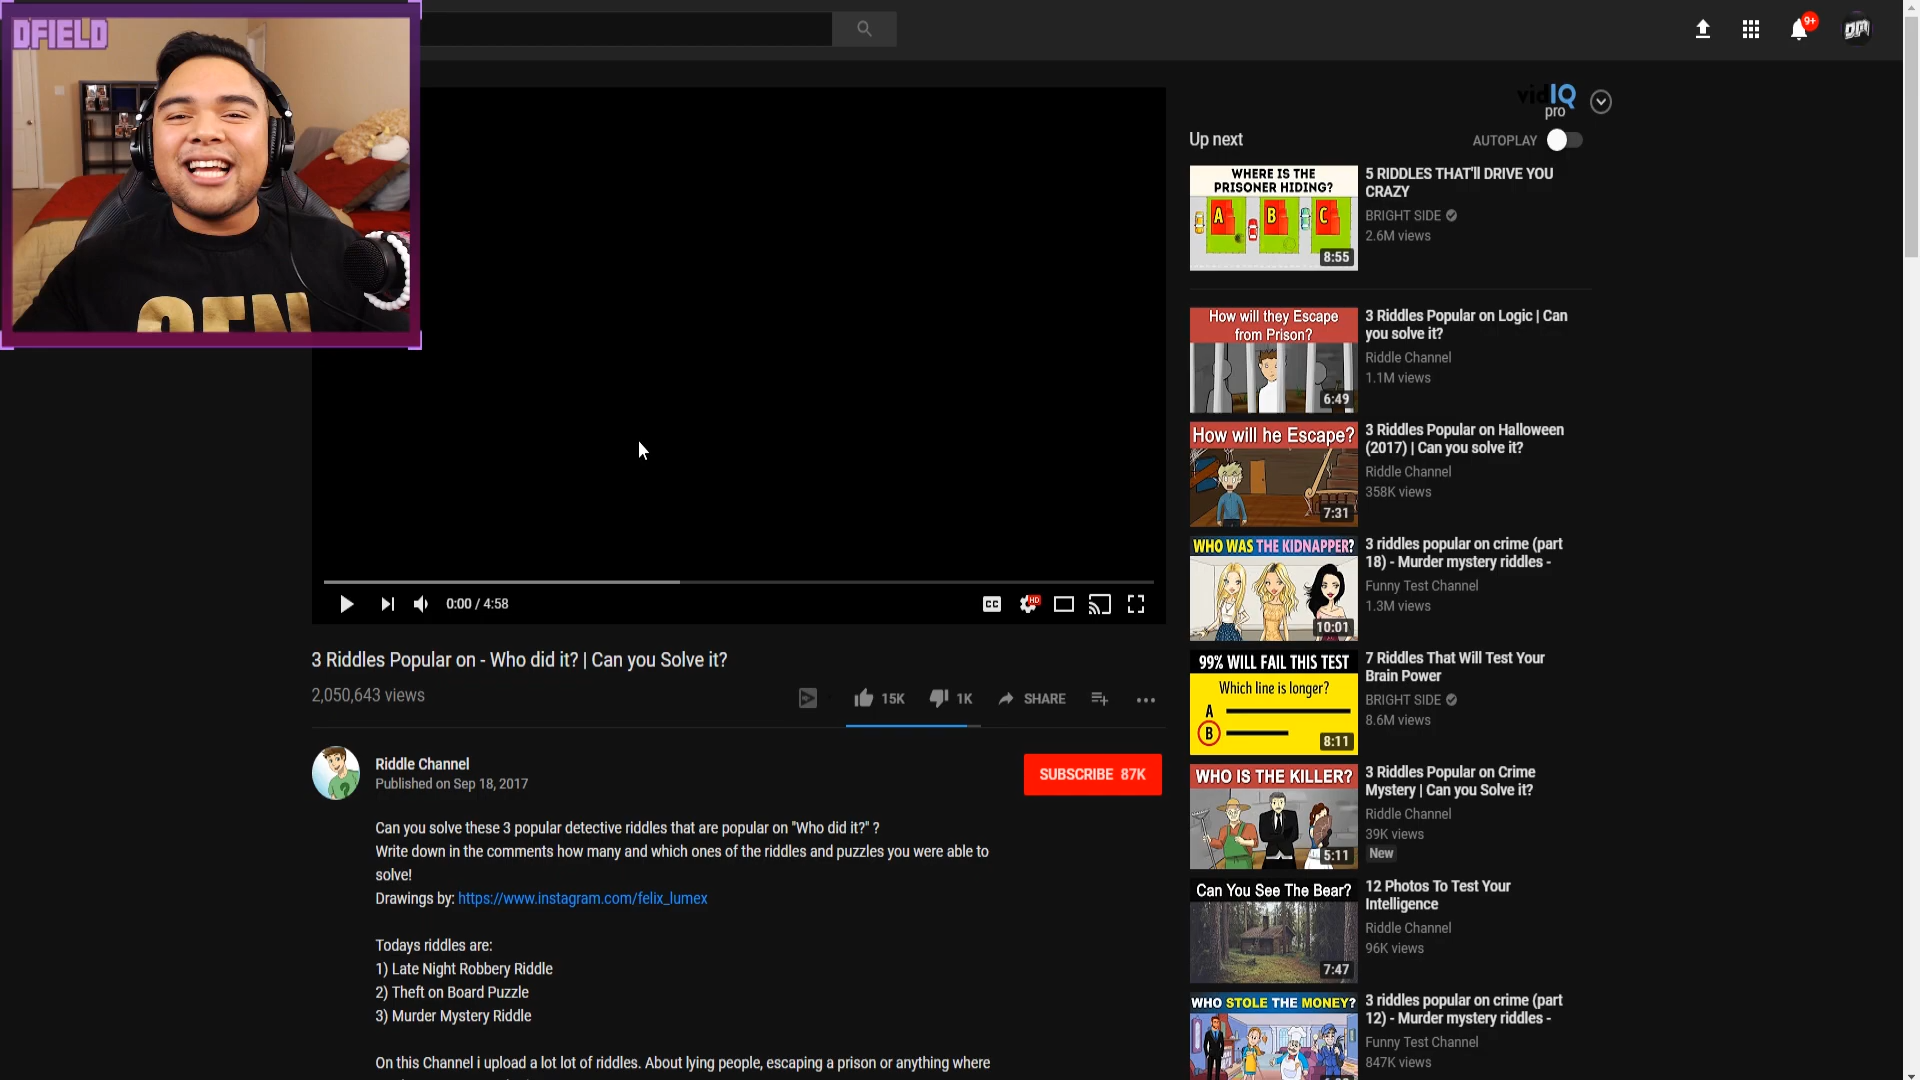 DFIELD
9+
vidIQ
pro
Up next
AUTOPLAY
WHERE IS THE
PRISONER HIDING?
A B C
8:55
5 RIDDLES THAT'll DRIVE YOU
CRAZY
BRIGHT SIDE
2.6M views
How will they Escape
from Prison?
6:49
3 Riddles Popular on Logic | Can
you solve it?
Riddle Channel
1.1M views
How will he Escape?
7:31
3 Riddles Popular on Halloween
(2017) | Can you solve it?
Riddle Channel
358K views
WHO WAS THE KIDNAPPER?
10:01
3 riddles popular on crime (part
18) - Murder mystery riddles -
Funny Test Channel
1.3M views
99% WILL FAIL THIS TEST
Which line is longer?
A
B
8:11
7 Riddles That Will Test Your
Brain Power
BRIGHT SIDE
8.6M views
WHO IS THE KILLER?
5:11
3 Riddles Popular on Crime
Mystery | Can you Solve it?
Riddle Channel
39K views
New
Can You See The Bear?
7:47
12 Photos To Test Your
Intelligence
Riddle Channel
96K views
WHO STOLE THE MONEY?
3 riddles popular on crime (part
12) - Murder mystery riddles -
Funny Test Channel
847K views
0:00 / 4:58
CC
HD
3 Riddles Popular on - Who did it? | Can you Solve it?
2,050,643 views
15K
1K
SHARE
Riddle Channel
Published on Sep 18, 2017
SUBSCRIBE 87K
Can you solve these 3 popular detective riddles that are popular on "Who did it?" ?
Write down in the comments how many and which ones of the riddles and puzzles you were able to
solve!
Drawings by: https://www.instagram.com/felix_lumex
Todays riddles are:
1) Late Night Robbery Riddle
2) Theft on Board Puzzle
3) Murder Mystery Riddle
On this Channel i upload a lot lot of riddles. About lying people, escaping a prison or anything where